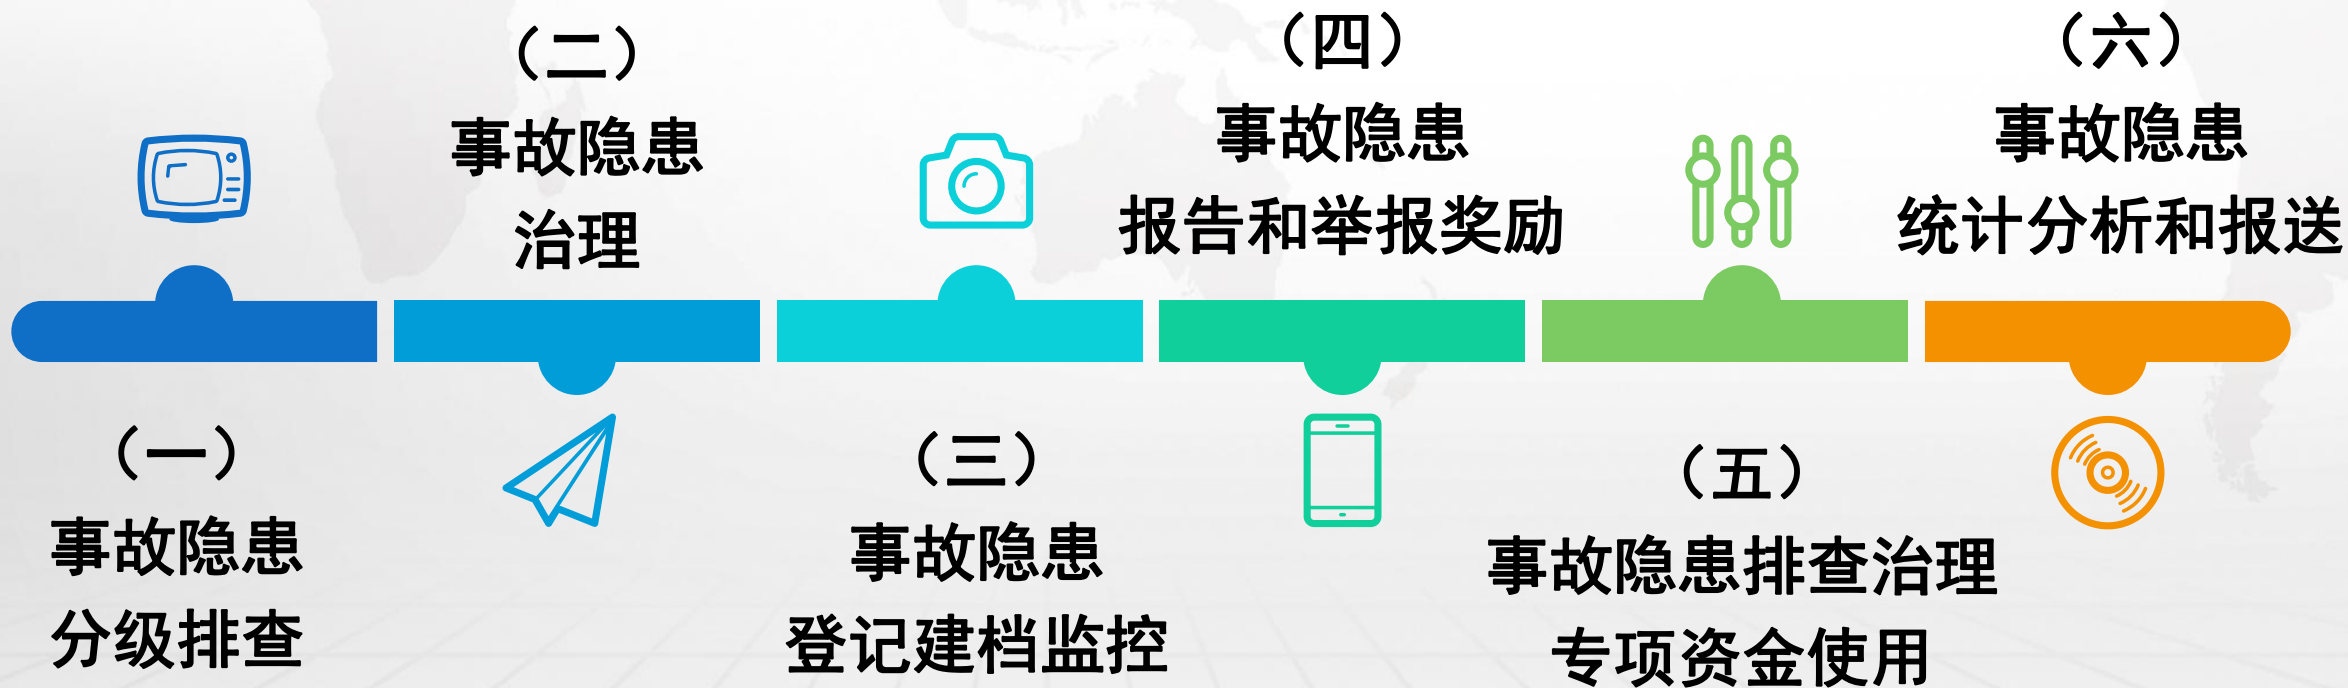 （一）
事故隐患
分级排查
（二）
事故隐患
治理
（三）
事故隐患
登记建档监控
（四）
事故隐患
报告和举报奖励
（五）
事故隐患排查治理
专项资金使用
（六）
事故隐患
统计分析和报送